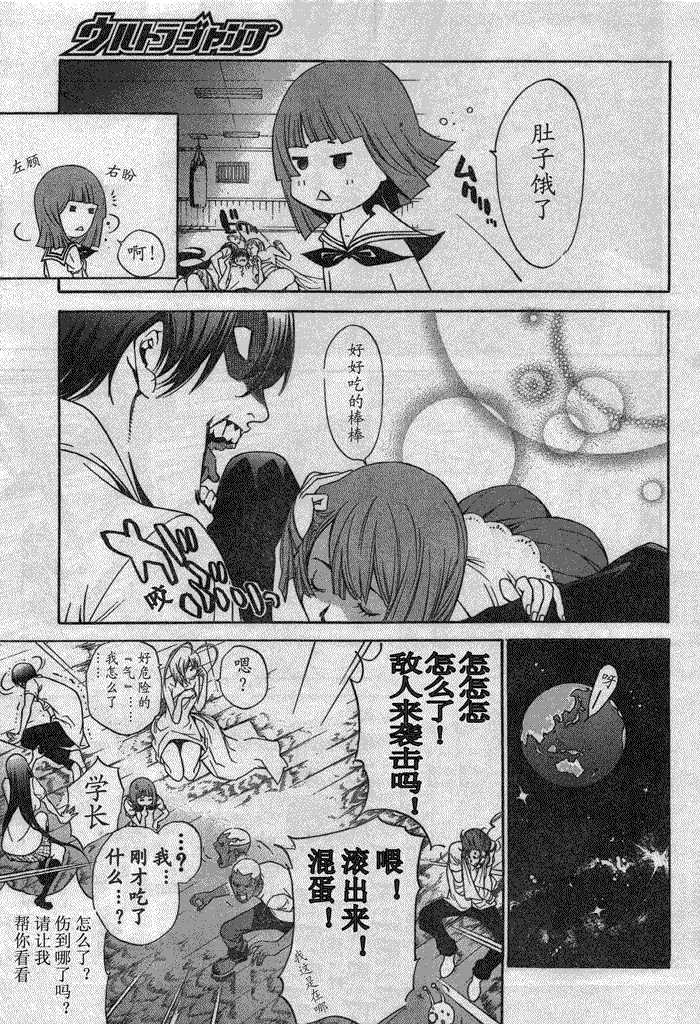 ウルトラジャンプ
肚子饿了
左顾
右盼
啊！
好好吃的棒棒
咬
呀
怎怎怎
怎么了！
敌人来袭击吗！
嗯？
好危险的
“气”……
我怎么了
……
学长
…？
我…
刚才吃了
什么…？
喂！
滚出来！
混蛋！
我这是在哪
怎么了？
伤到哪了吗？
请让我
帮你看看